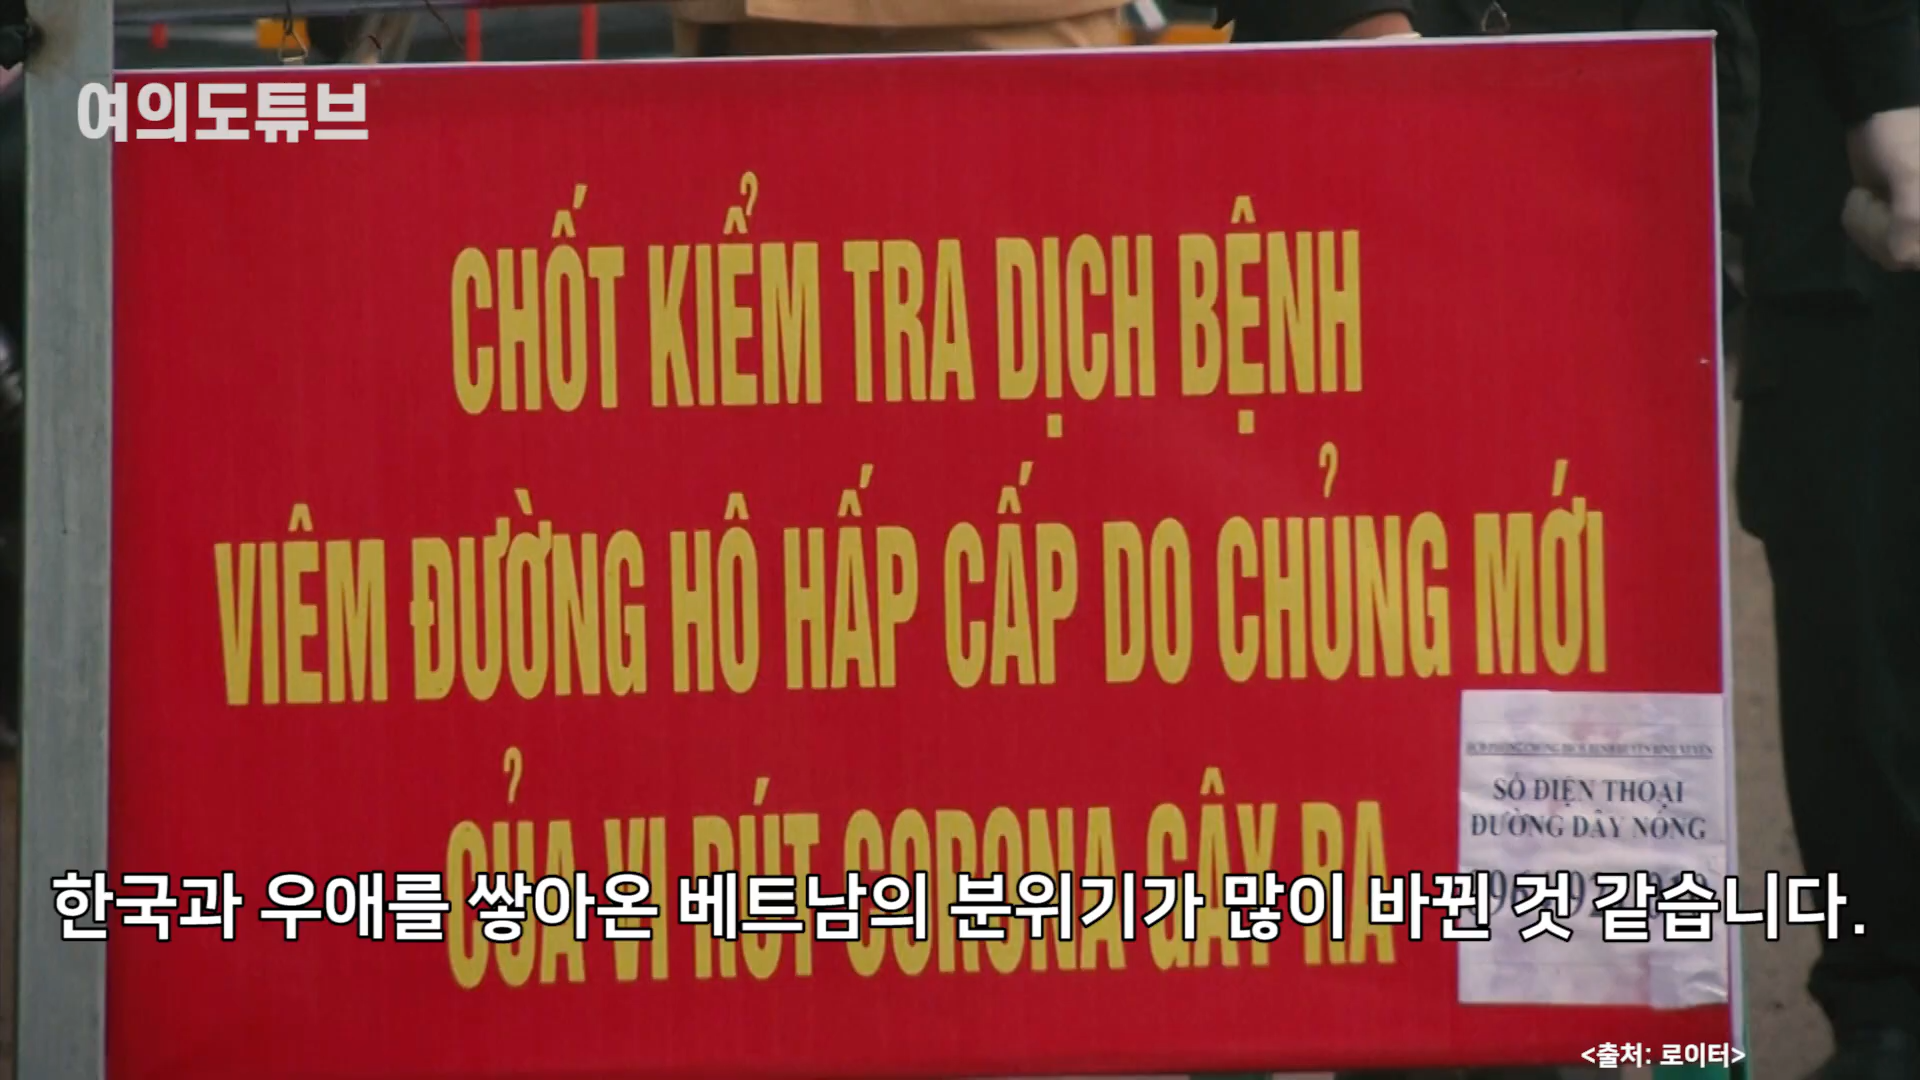 여의도튜브
CHỐT KIỂM TRA DỊCH BỆNH
VIÊM ĐƯỜNG HÔ HẤP CẤP DO CHỦNG MỚI
CỦA VI RÚT CORONA GÂY RA
SỐ ĐIỆN THOẠI
ĐƯỜNG DÂY NÓNG
한국과 우애를 쌓아온 베트남의 분위기가 많이 바뀐 것 같습니다.
<출처: 로이터>